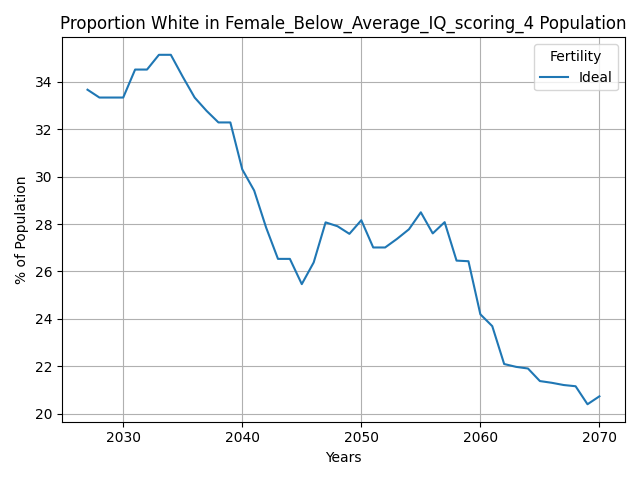 Proportion White in Female_Below_Average_IQ_scoring_4 Population
Fertility
Ideal
% of Population
34
32
30
28
26
24
22
20
2030 2040 2050 2060 2070
Years